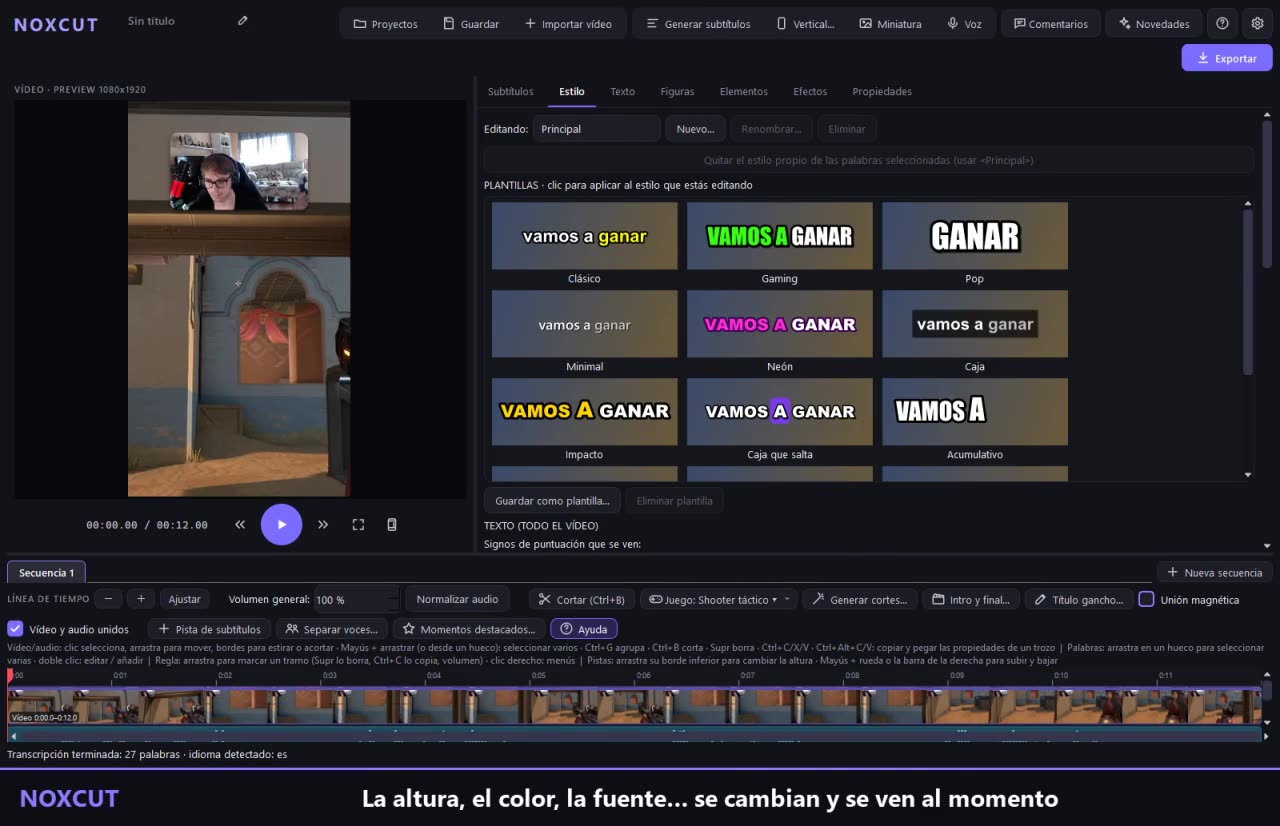 NOXCUT
Sin título
Proyectos
Guardar
Importar vídeo
Generar subtítulos
Vertical...
Miniatura
Voz
Comentarios
Novedades
Exportar
VÍDEO · PREVIEW 1080x1920
Subtítulos
Estilo
Texto
Figuras
Elementos
Efectos
Propiedades
Editando:
Principal
Nuevo...
Renombrar...
Eliminar
Quitar el estilo propio de las palabras seleccionadas (usar «Principal»)
PLANTILLAS · clic para aplicar al estilo que estás editando
vamos a ganar
VAMOS A GANAR
GANAR
Clásico
Gaming
Pop
vamos a ganar
VAMOS A GANAR
vamos a ganar
Minimal
Neón
Caja
VAMOS A GANAR
VAMOS A GANAR
VAMOS A
Impacto
Caja que salta
Acumulativo
Guardar como plantilla...
Eliminar plantilla
TEXTO (TODO EL VÍDEO)
Signos de puntuación que se ven:
00:00.00 / 00:12.00
Secuencia 1
Nueva secuencia
LÍNEA DE TIEMPO
Ajustar
Volumen general:
100 %
Normalizar audio
Cortar (Ctrl+B)
Juego: Shooter táctico
Generar cortes...
Intro y final...
Título gancho...
Unión magnética
Vídeo y audio unidos
Pista de subtítulos
Separar voces...
Momentos destacados...
Ayuda
Vídeo/audio: clic selecciona, arrastra para mover, bordes para estirar o acortar · Mayús + arrastrar (o desde un hueco): seleccionar varios · Ctrl+G agrupa · Ctrl+B corta · Supr borra · Ctrl+C/X/V · Ctrl+Alt+C/V: copiar y pegar las propiedades de un trozo | Palabras: arrastra en un hueco para seleccionar
varias · doble clic: editar / añadir | Regla: arrastra para marcar un tramo (Supr lo borra, Ctrl+C lo copia, volumen) · clic derecho: menús | Pistas: arrastra su borde inferior para cambiar la altura · Mayús + rueda o la barra de la derecha para subir y bajar
:00
0:01
0:02
0:03
0:04
0:05
0:06
0:07
0:08
0:09
0:10
0:11
Vídeo 0:00.0–0:12.0
Transcripción terminada: 27 palabras · idioma detectado: es
NOXCUT
La altura, el color, la fuente... se cambian y se ven al momento